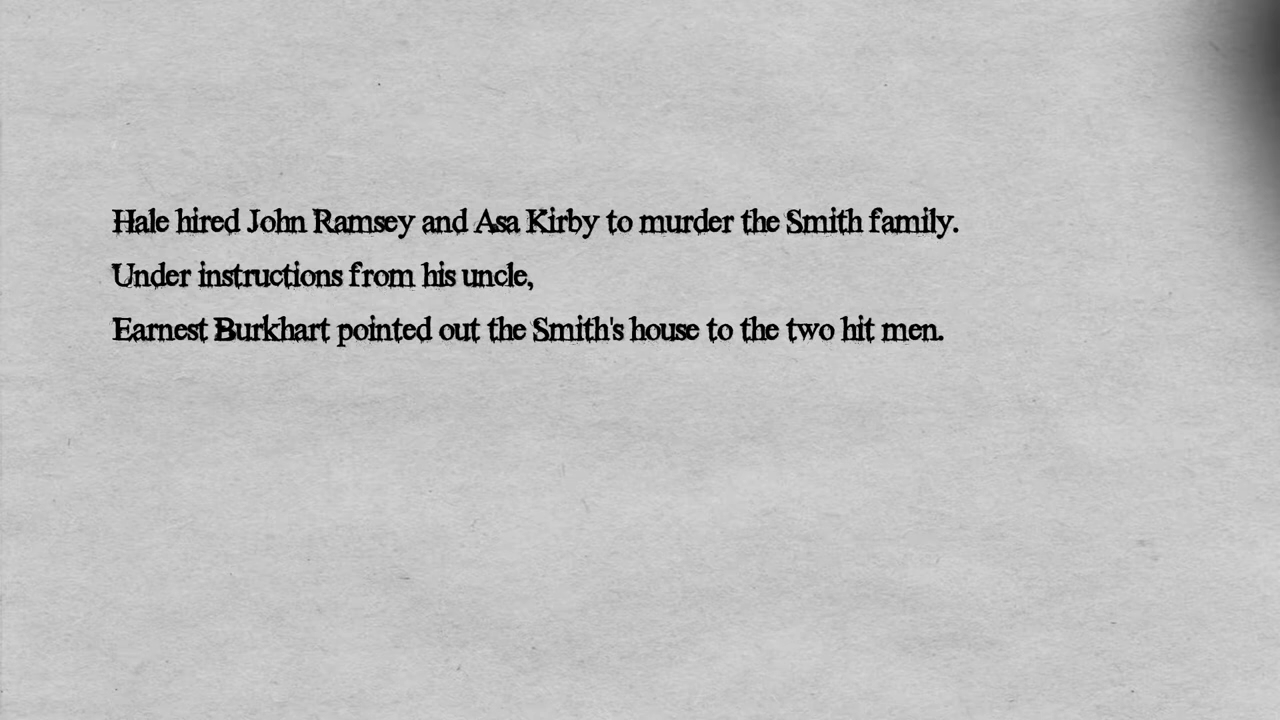 Hale hired John Ramsey and Asa Kirby to murder the Smith family.
Under instructions from his uncle,
Earnest Burkhart pointed out the Smith's house to the two hit men.